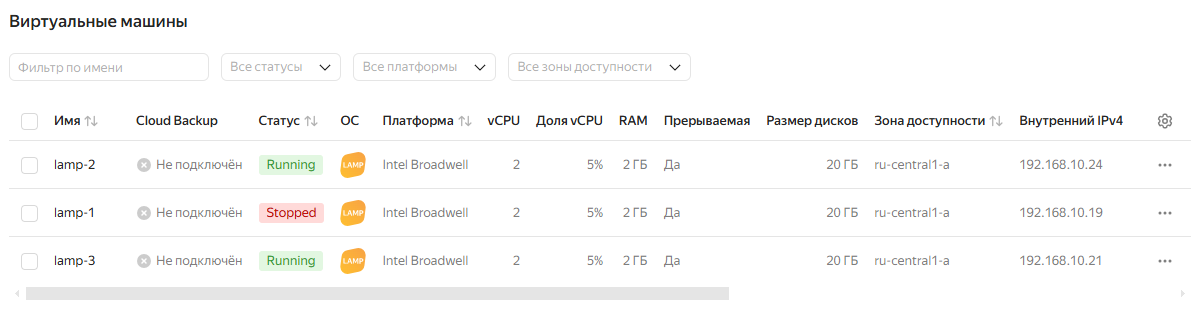 Виртуальные машины
Фильтр по имени Все статусы Все платформы Все зоны доступности
Имя Cloud Backup Статус ОС Платформа vCPU Доля vCPU RAM Прерываемая Размер дисков Зона доступности Внутренний IPv4
lamp-2 Не подключён Running LAMP Intel Broadwell 2 5% 2 ГБ Да 20 ГБ ru-central1-a 192.168.10.24
lamp-1 Не подключён Stopped LAMP Intel Broadwell 2 5% 2 ГБ Да 20 ГБ ru-central1-a 192.168.10.19
lamp-3 Не подключён Running LAMP Intel Broadwell 2 5% 2 ГБ Да 20 ГБ ru-central1-a 192.168.10.21